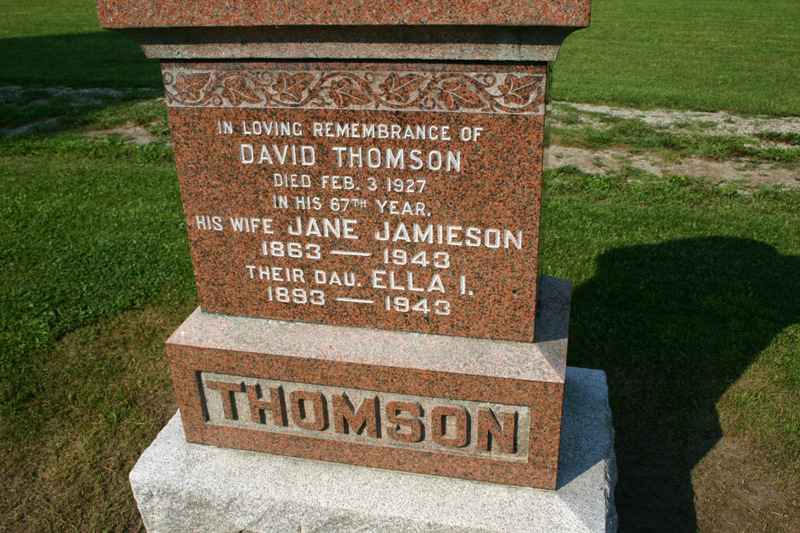 IN LOVING REMEMBRANCE OF
DAVID THOMSON
DIED FEB. 3 1927
IN HIS 67TH YEAR.
HIS WIFE JANE JAMIESON
1863 — 1943
THEIR DAU. ELLA I.
1893 — 1943
THOMSON